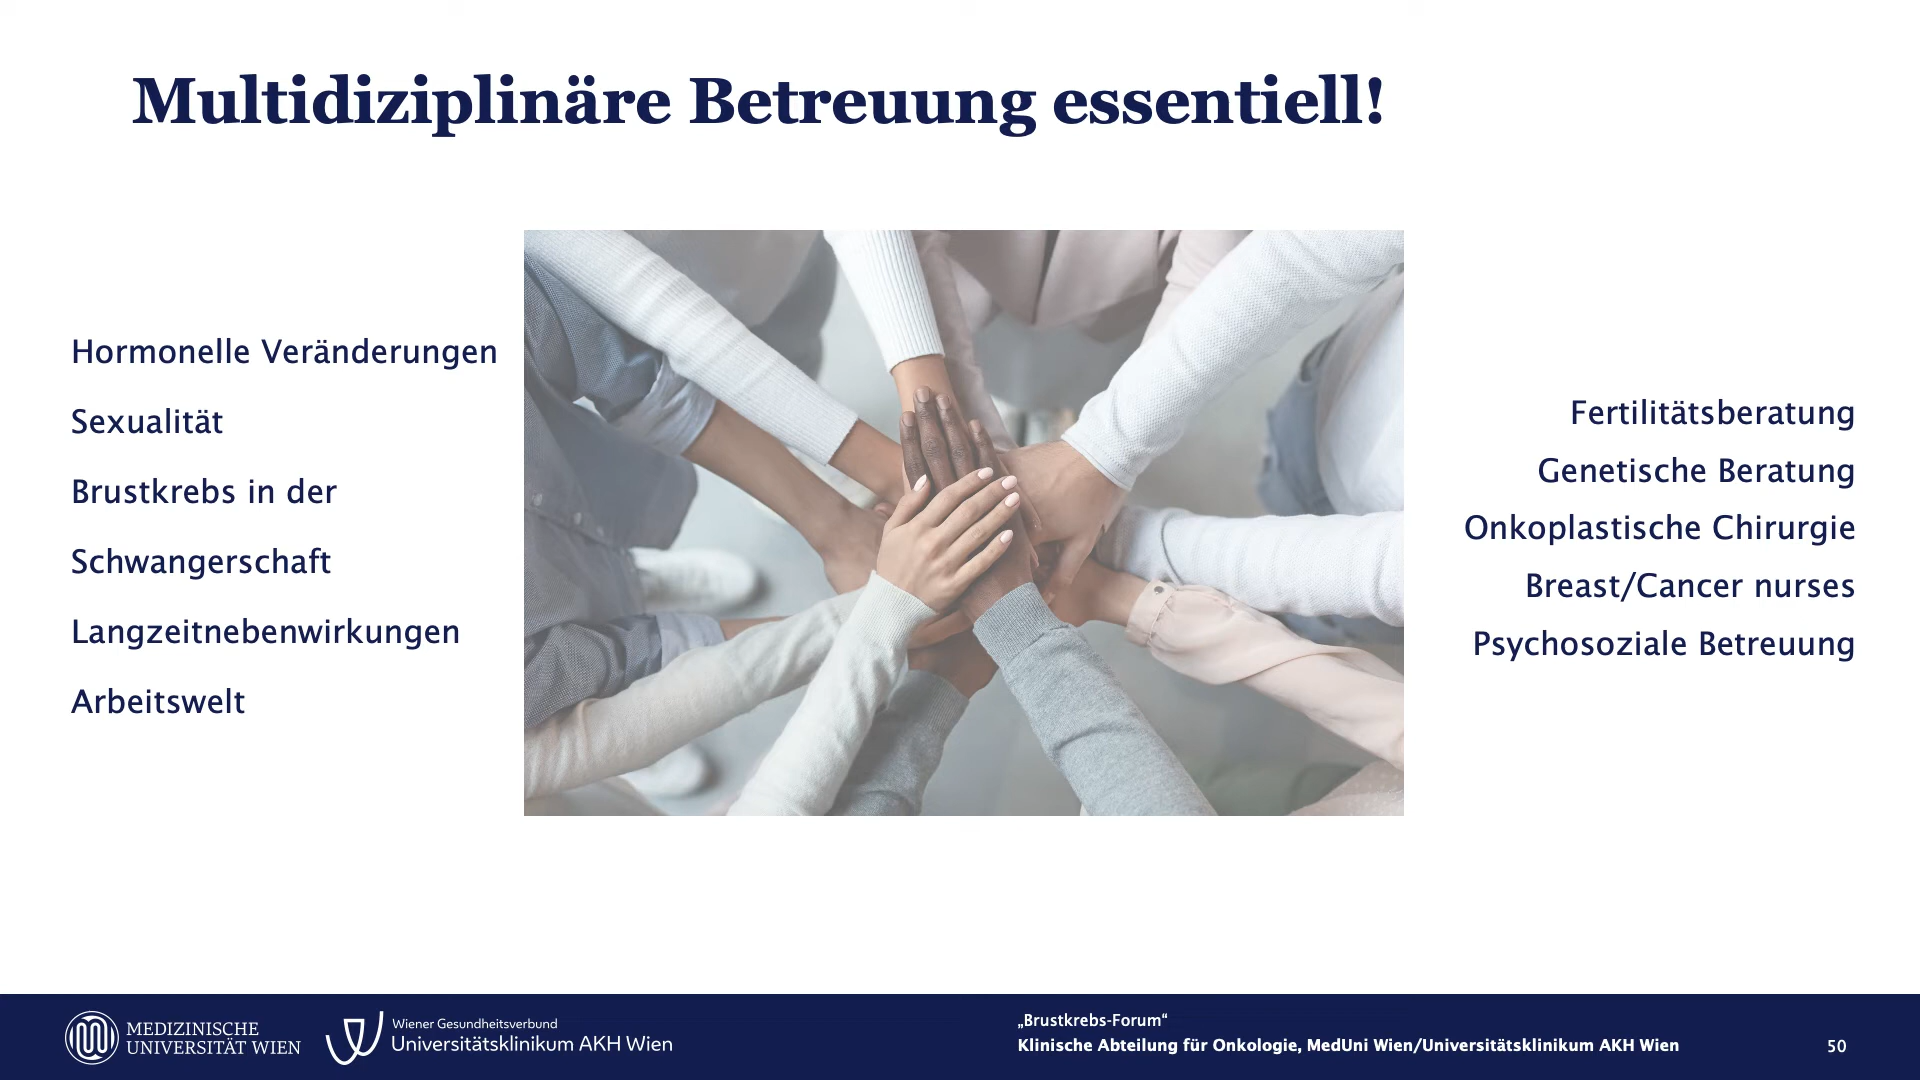 Multidiziplinäre Betreuung essentiell!
Hormonelle Veränderungen
Sexualität
Brustkrebs in der
Schwangerschaft
Langzeitnebenwirkungen
Arbeitswelt
Fertilitätsberatung
Genetische Beratung
Onkoplastische Chirurgie
Breast/Cancer nurses
Psychosoziale Betreuung
MEDIZINISCHE
UNIVERSITÄT WIEN
Wiener Gesundheitsverbund
Universitätsklinikum AKH Wien
„Brustkrebs-Forum“
Klinische Abteilung für Onkologie, MedUni Wien/Universitätsklinikum AKH Wien
50